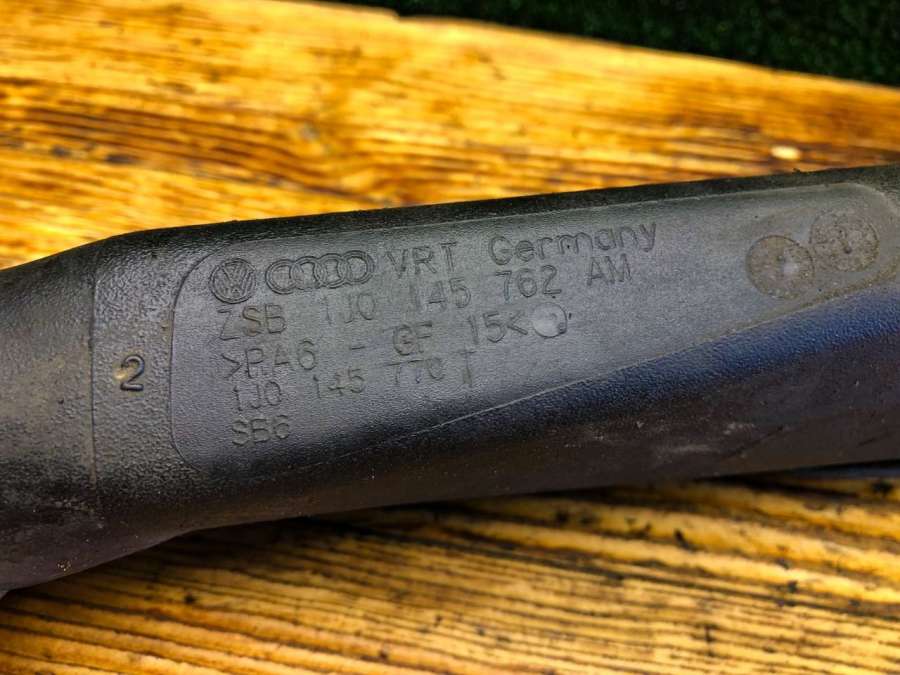 VRT Germany
ZSB 1J0 145 762 AM
>PA6 - GF 15<
1J0 145 770 T
SB6
2